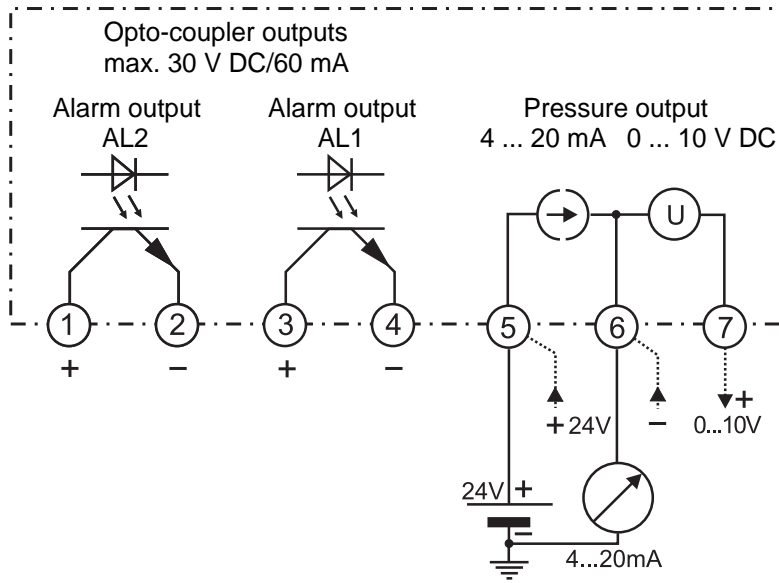 Opto-coupler outputs
max. 30 V DC/60 mA
Alarm output
AL2
Alarm output
AL1
Pressure output
4 ... 20 mA 0 ... 10 V DC
U
1 2 3 4 5 6 7
+ − + −
+ 24V − + 0...10V
24V +
−
4...20mA